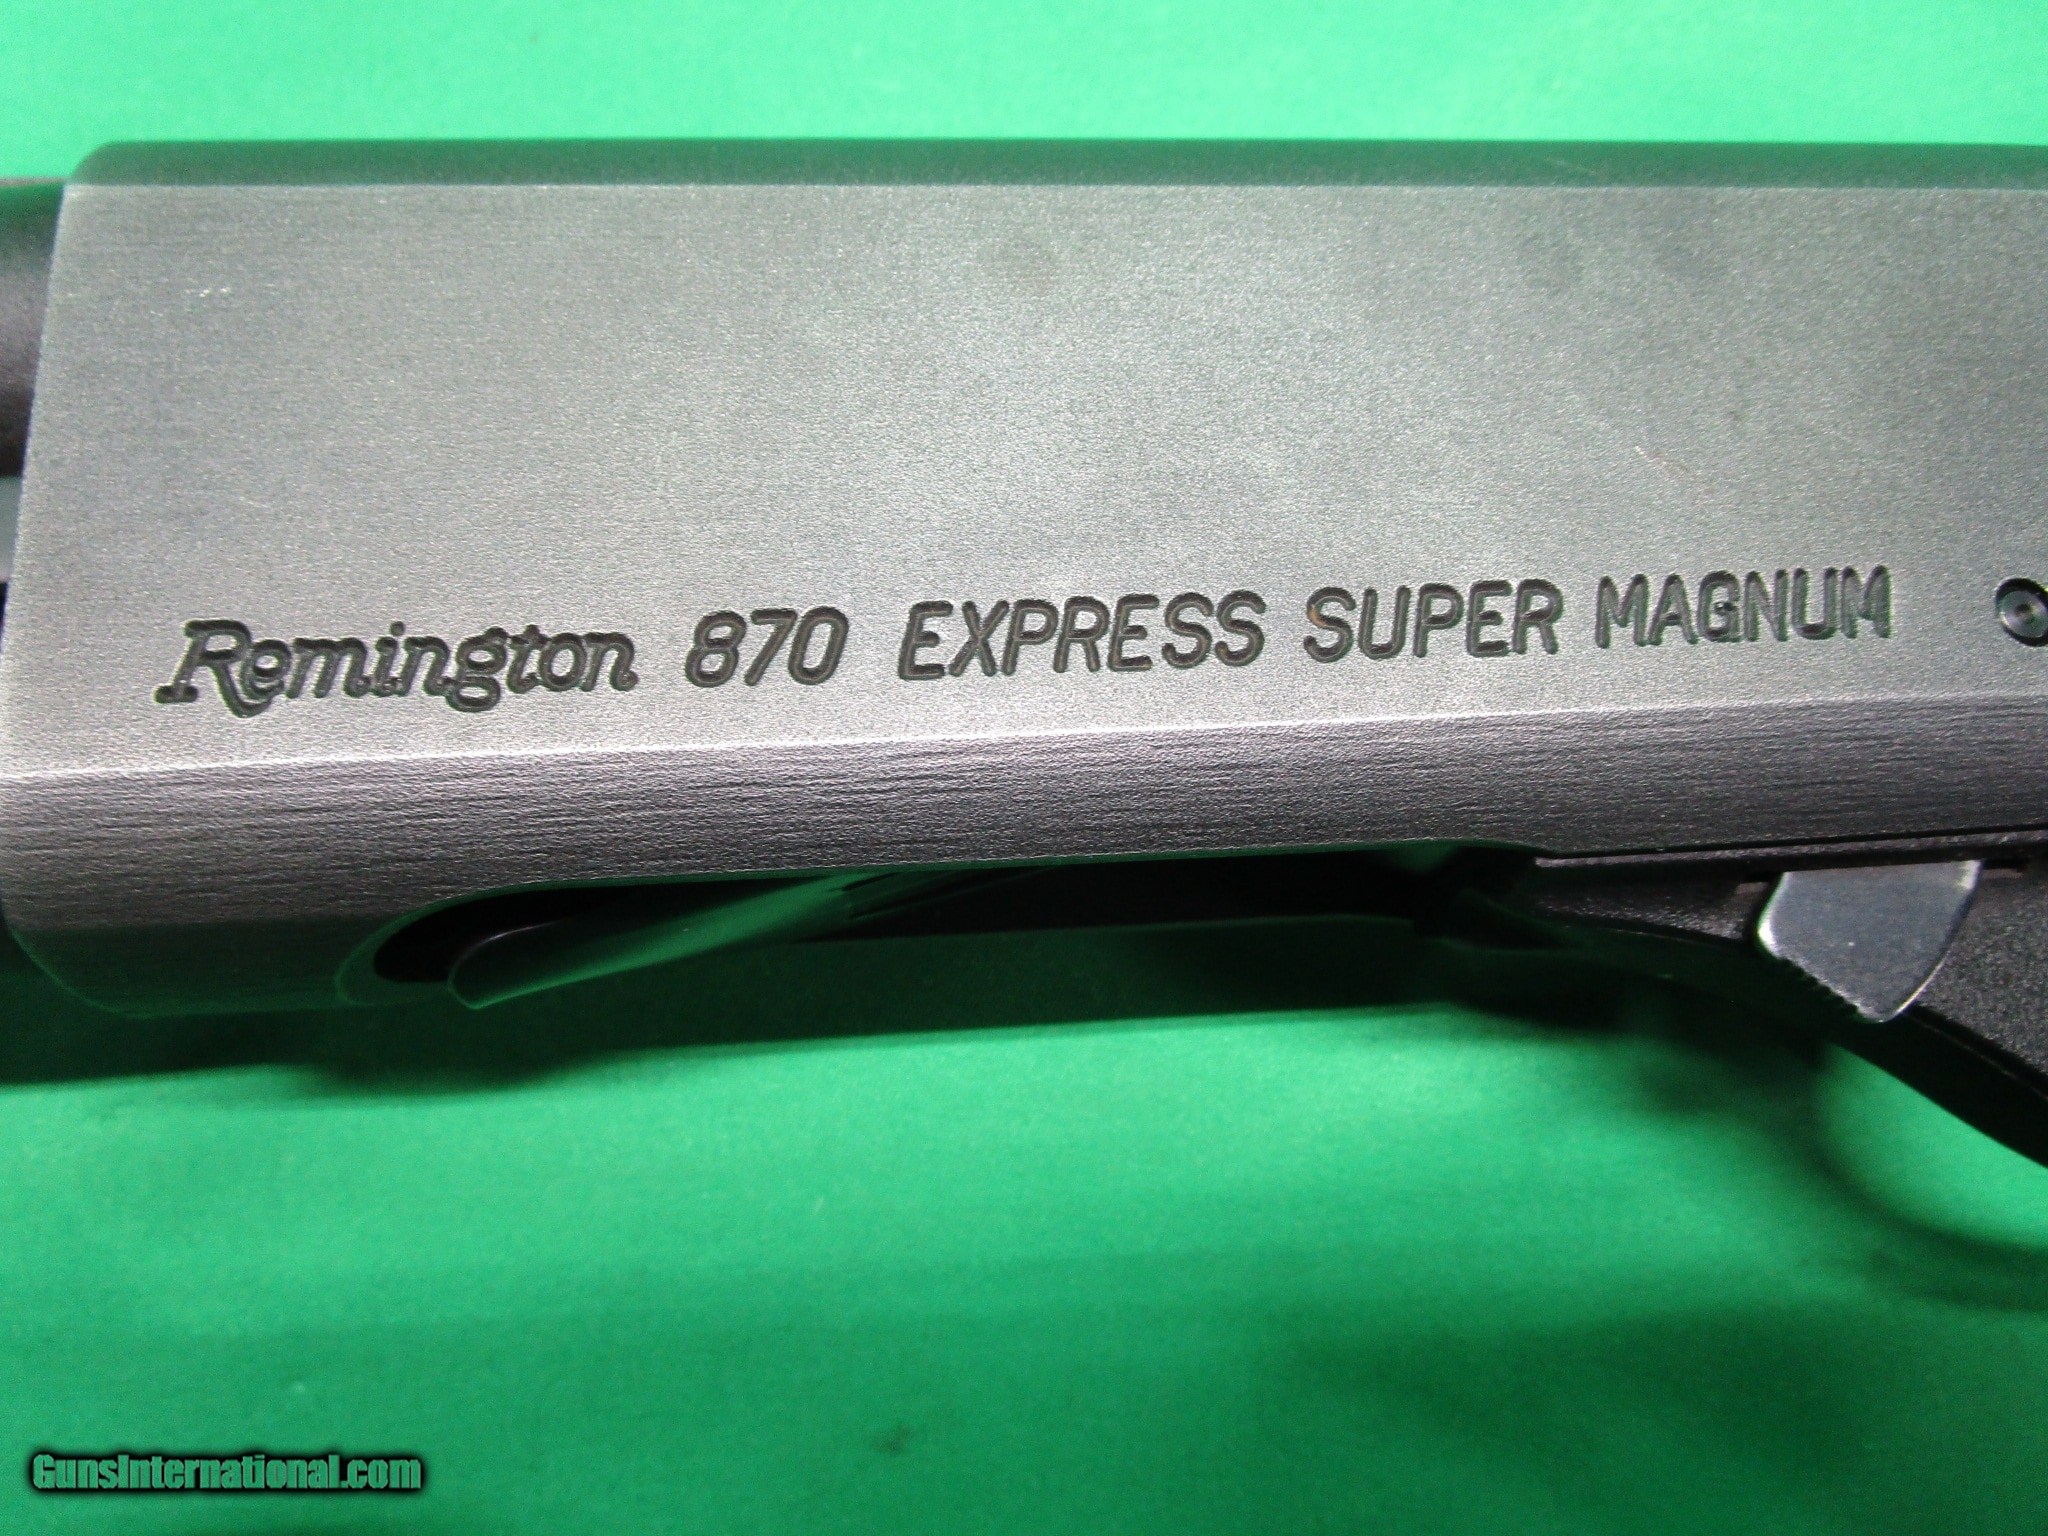 Remington 870 EXPRESS SUPER MAGNUM
GunsInternational.com